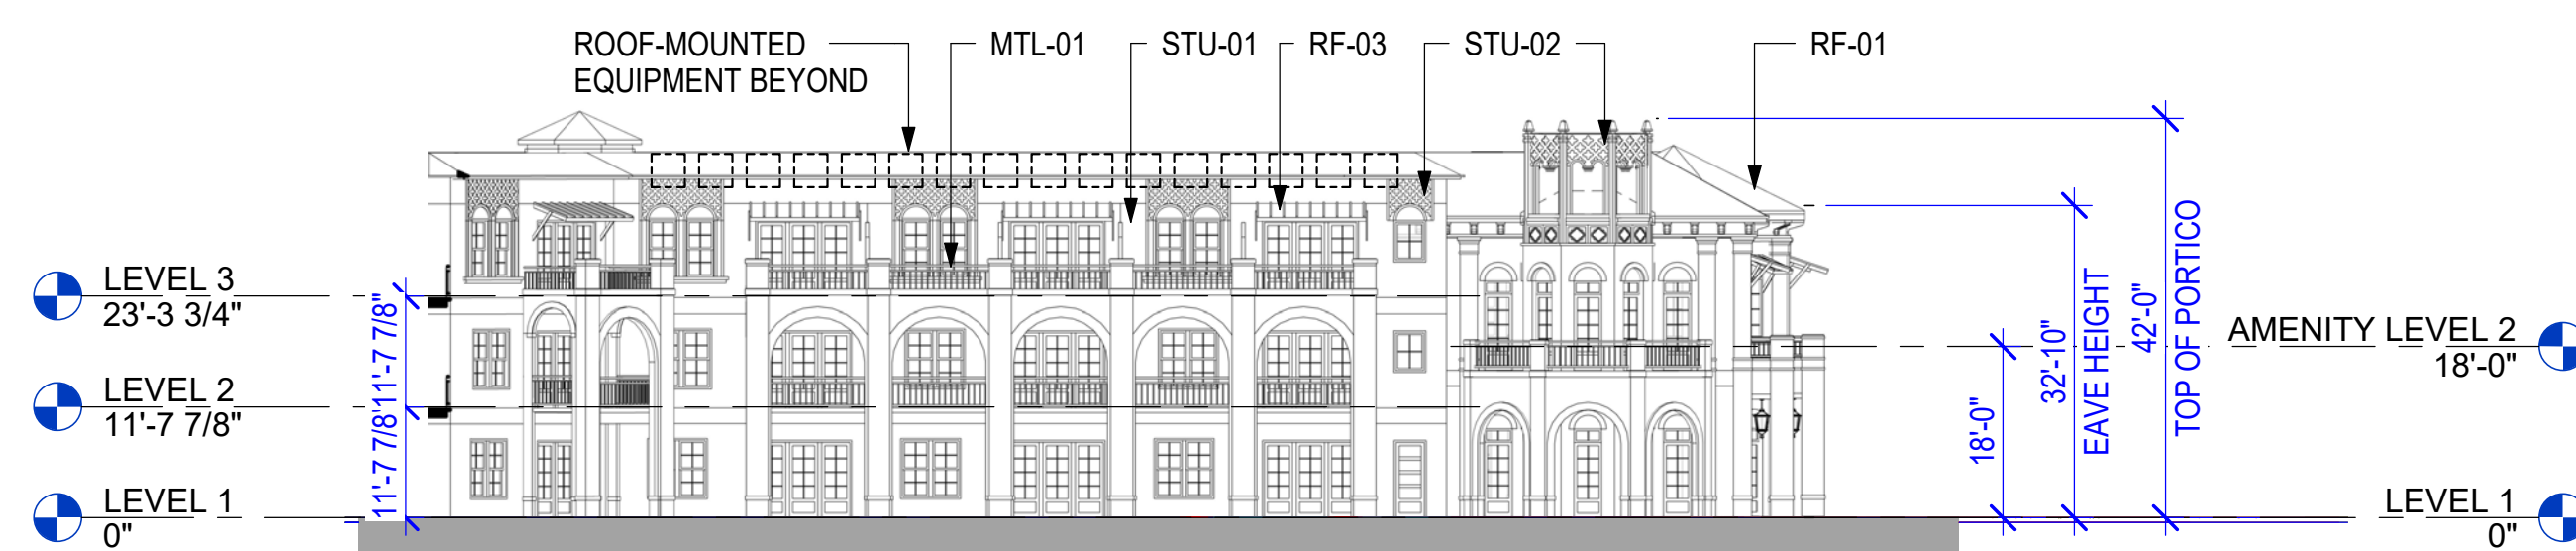 ROOF-MOUNTED
EQUIPMENT BEYOND
MTL-01
STU-01
RF-03
STU-02
RF-01
LEVEL 3
23'-3 3/4"
LEVEL 2
11'-7 7/8"
LEVEL 1
0"
11'-7 7/8"
11'-7 7/8"
18'-0"
32'-10"
EAVE HEIGHT
42'-0"
TOP OF PORTICO
AMENITY LEVEL 2
18'-0"
LEVEL 1
0"